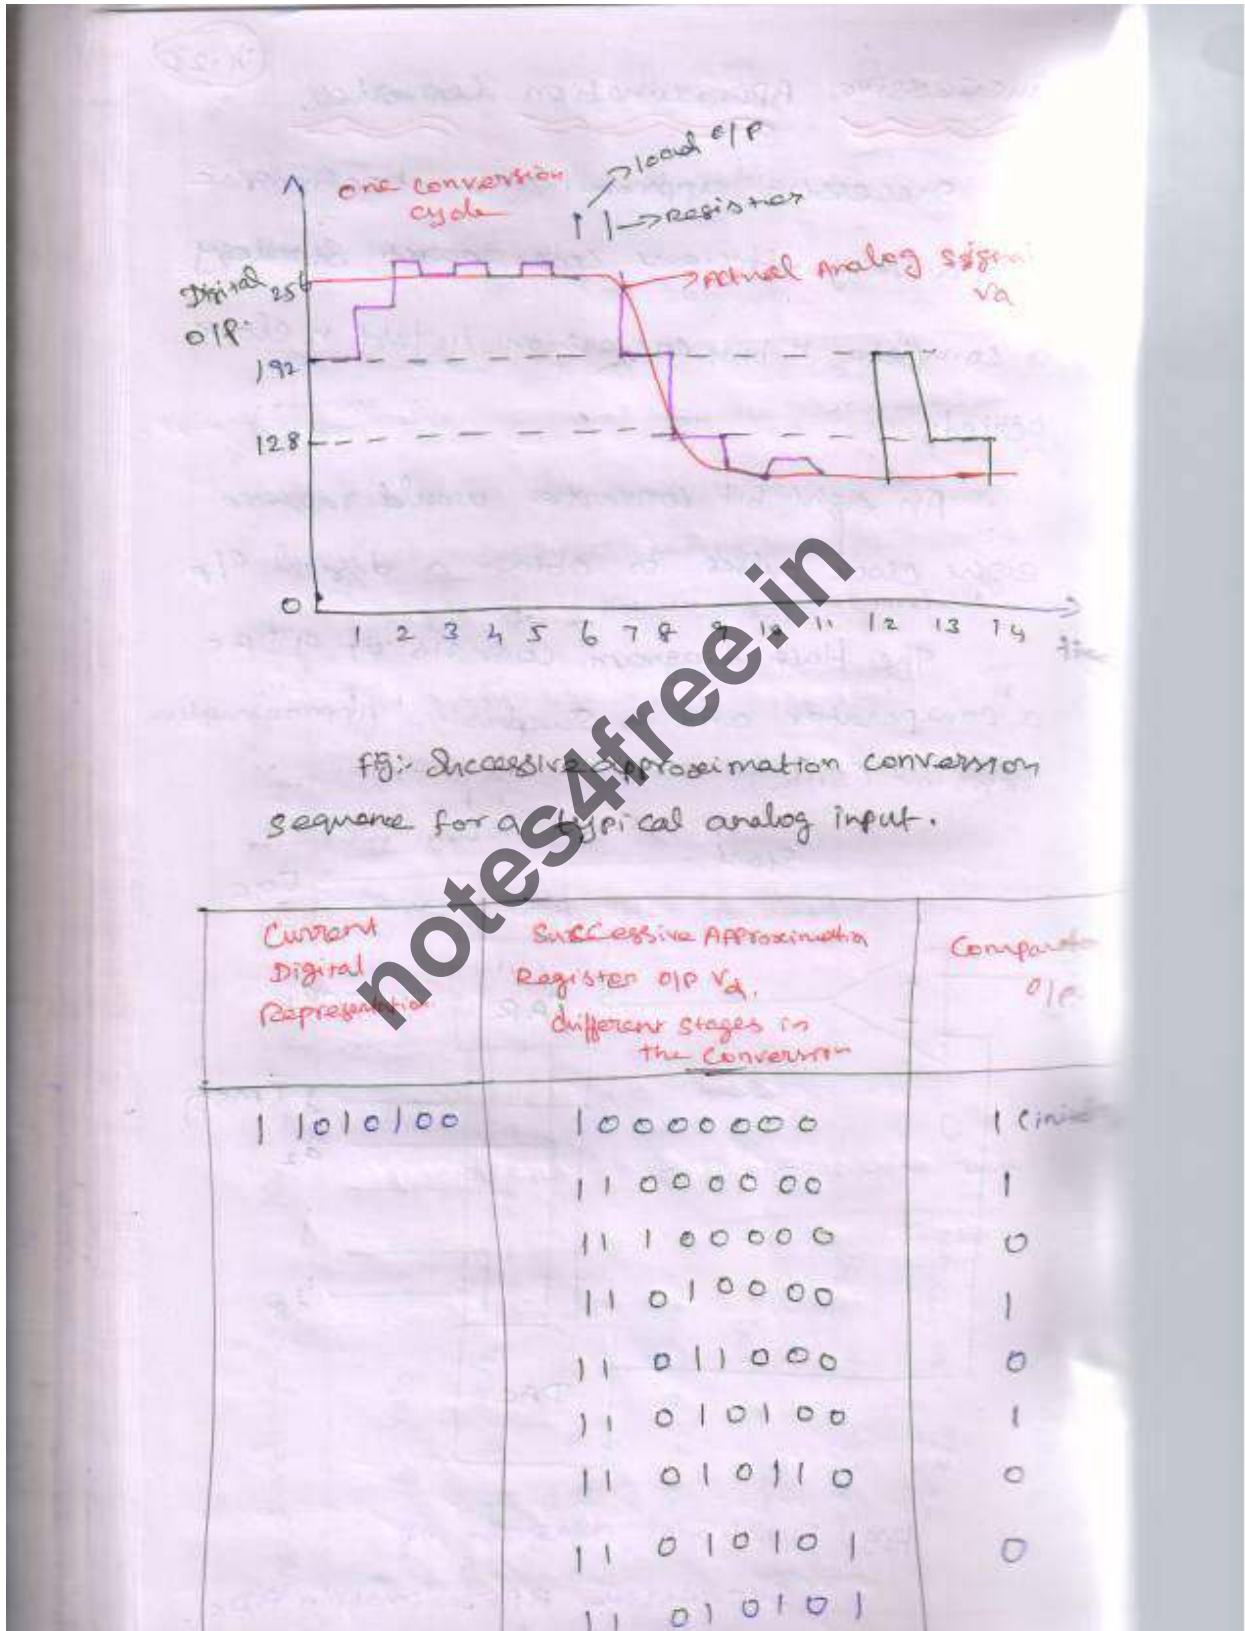 one conversion
cycle
load o/p
Register
Actual Analog
Va
Digital
o/p.
256
192
128
0
1 2 3 4 5 6 7 8 9 10 11 12 13 14
fig:- Successive approximation conversion
sequence for a typical analog input.
notes4free.in
Current
Digital
Representation
Successive Approximation
Register O/P Vd,
different stages in
the conversion
O/P.
11010100
10000000
1
11000000
1
11100000
0
11010000
1
11011000
0
11010100
1
11010110
0
11010101
0
11010101